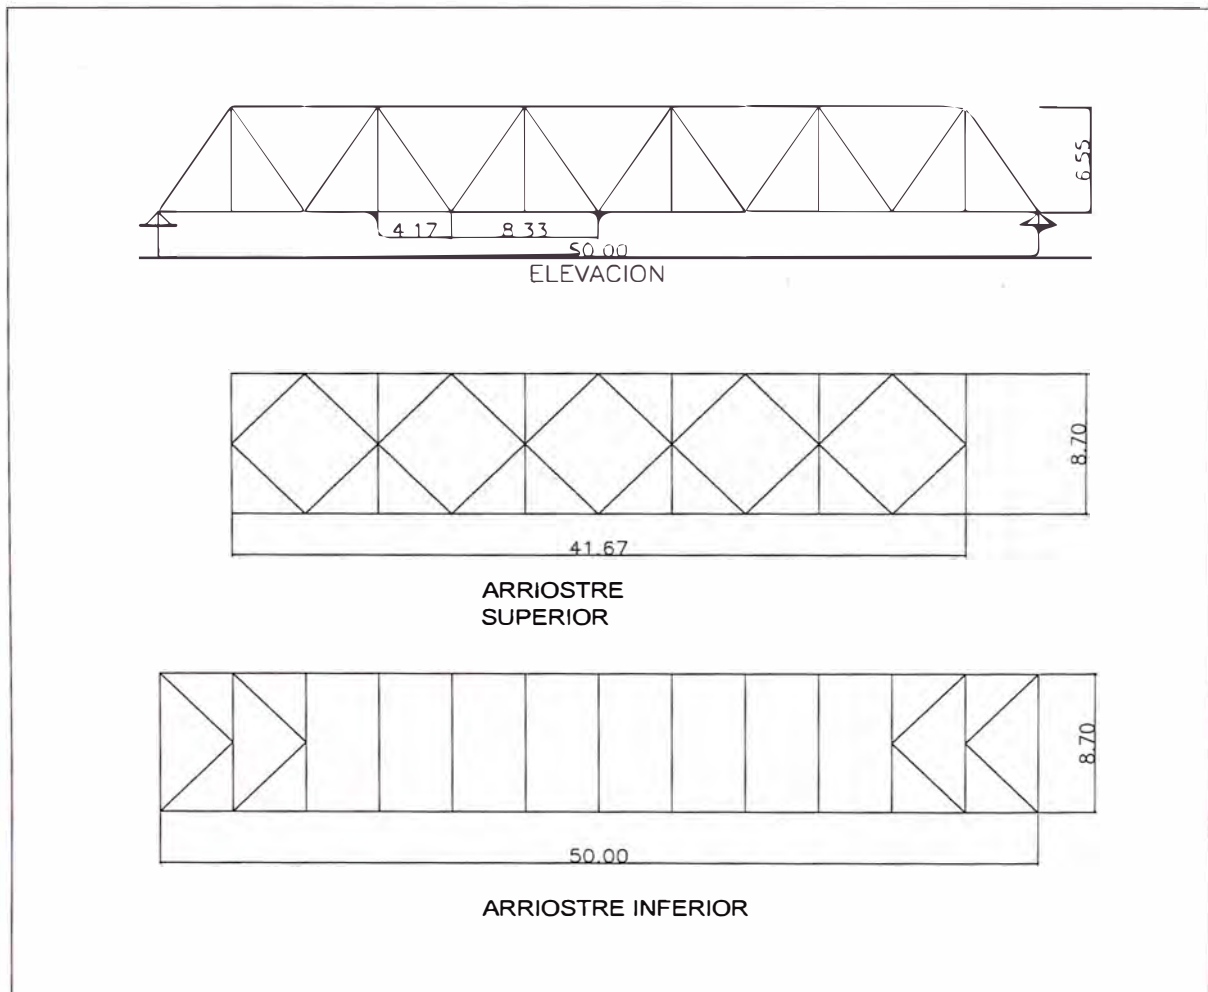 6.55
4.17 8.33
50.00
ELEVACION
8.70
41.67
ARRIOSTRE
SUPERIOR
8.70
50.00
ARRIOSTRE INFERIOR